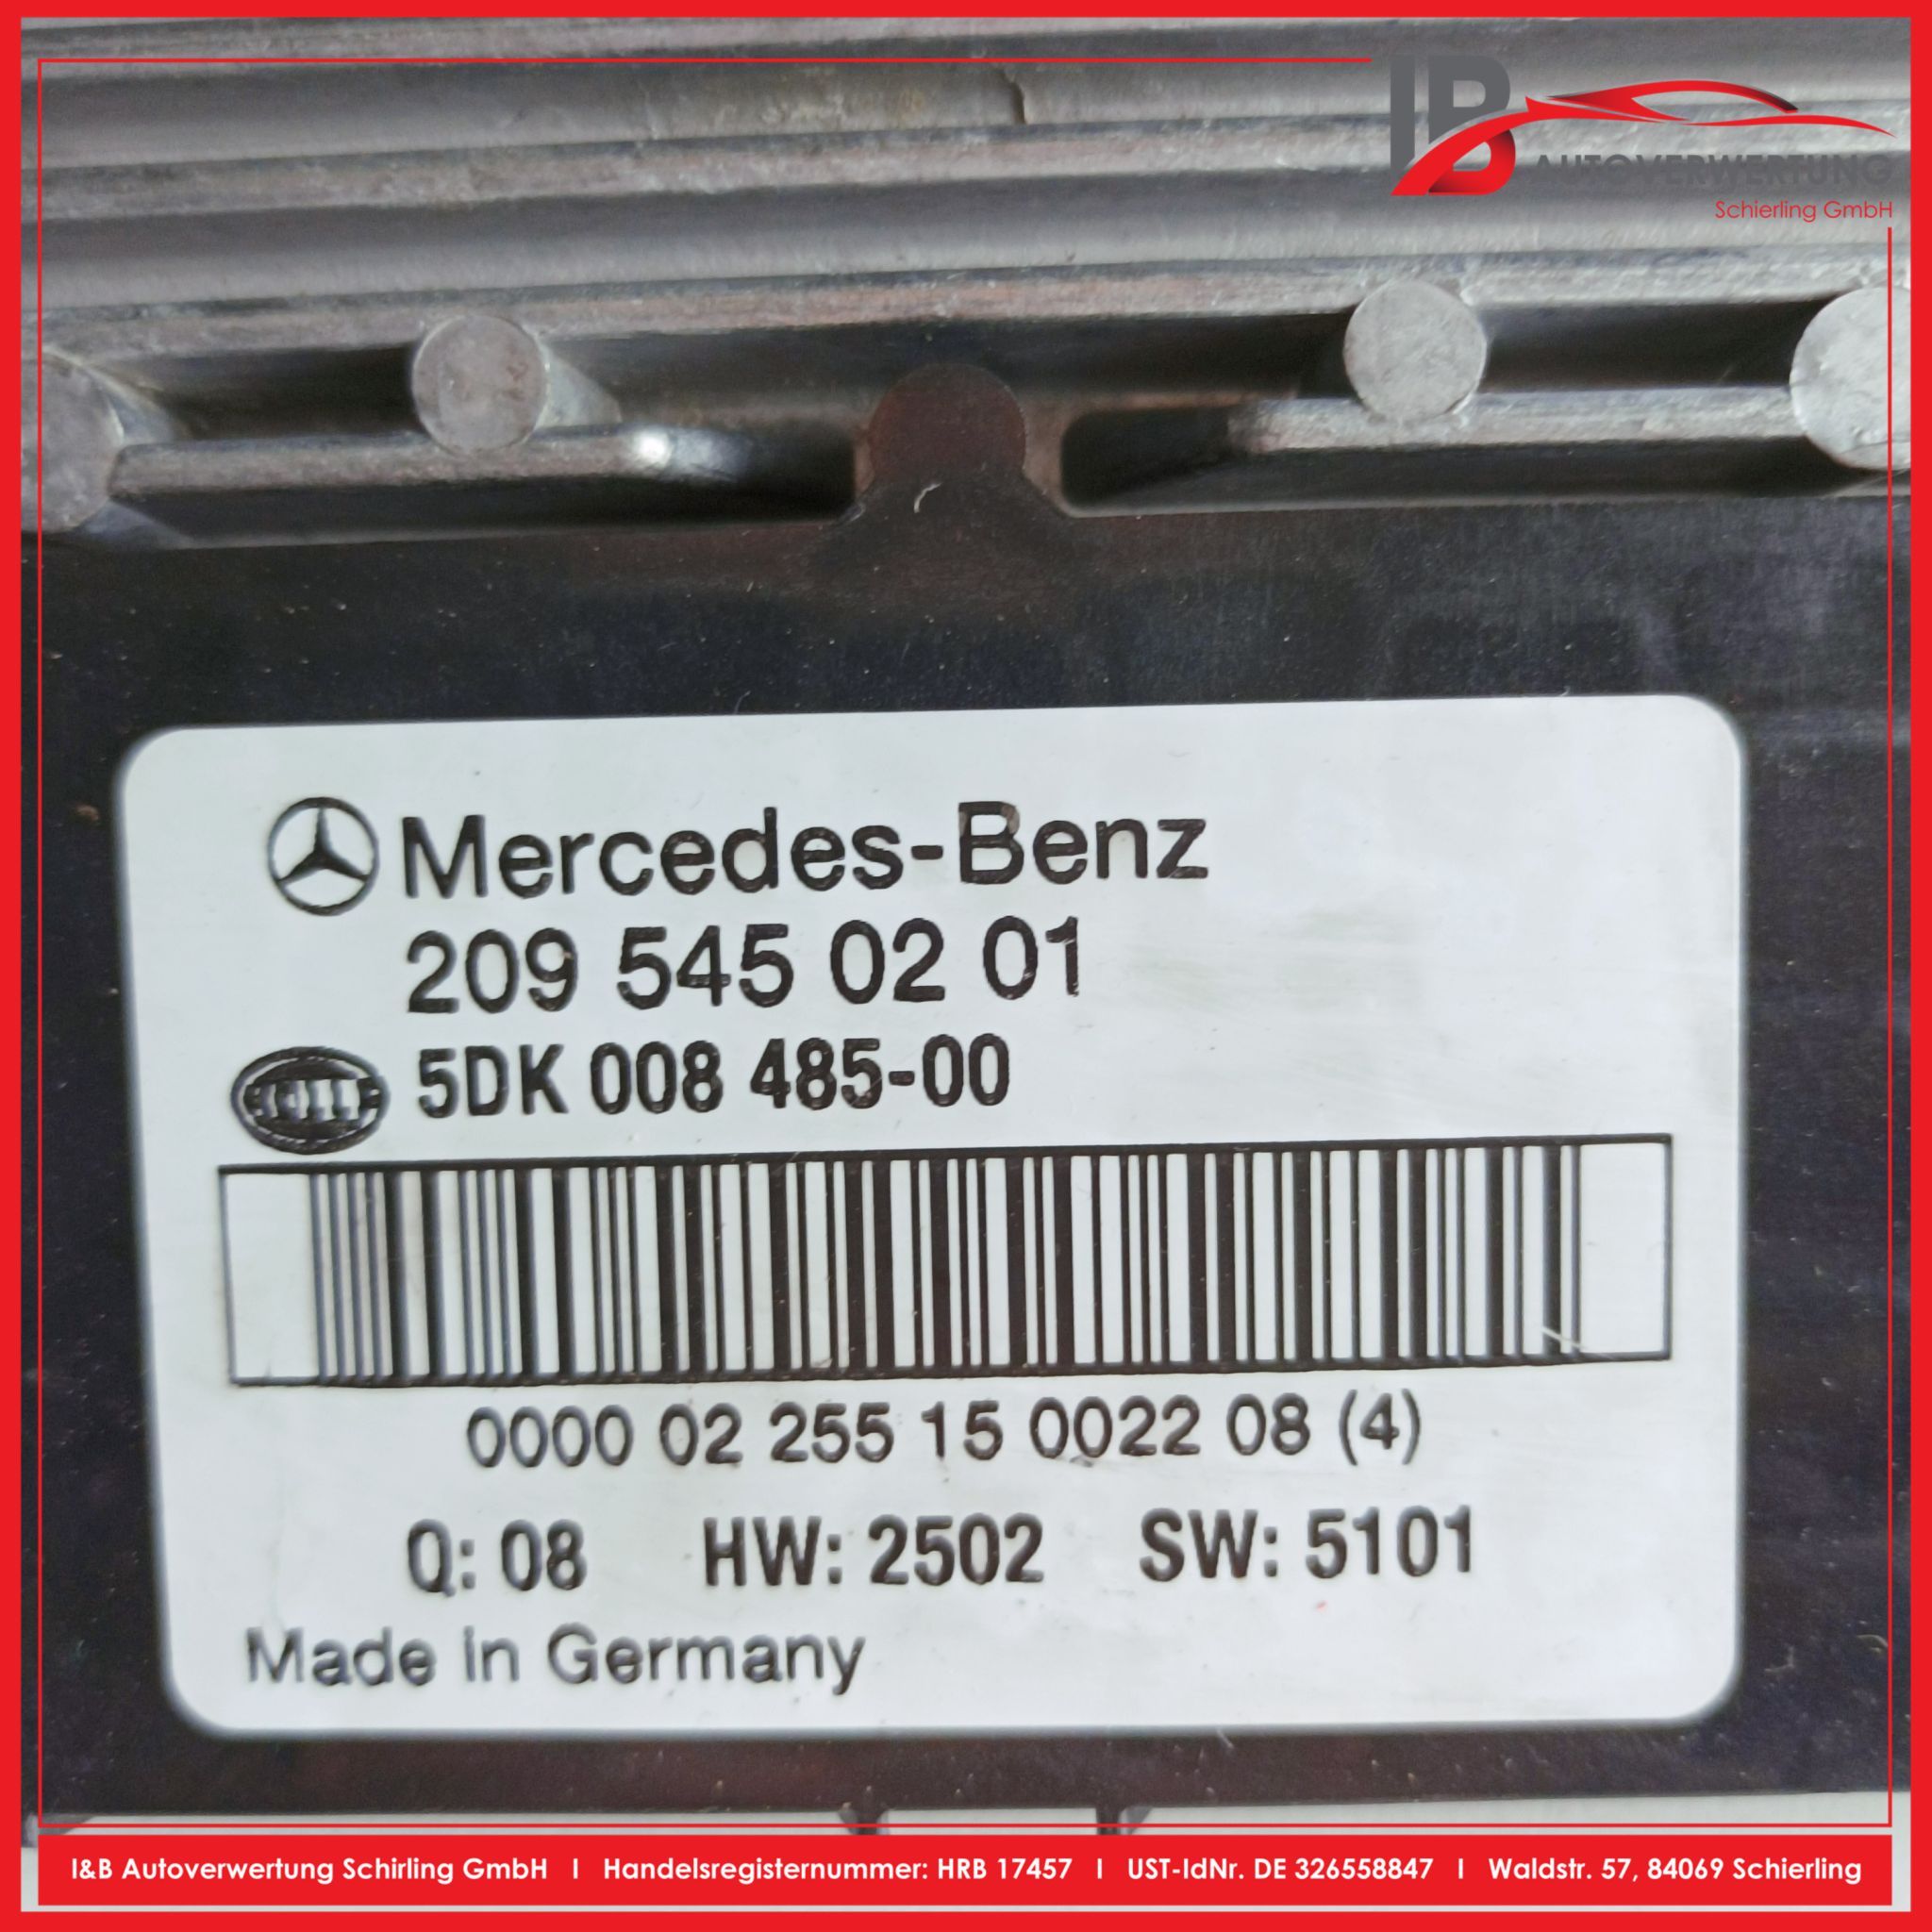 IB
AUTOVERWERTUNG
Schierling GmbH
Mercedes-Benz
209 545 02 01
5DK 008 485-00
0000 02 255 15 0022 08 (4)
Q: 08 HW: 2502 SW: 5101
Made in Germany
I&B Autoverwertung Schirling GmbH I Handelsregisternummer: HRB 17457 I UST-IdNr. DE 326558847 I Waldstr. 57, 84069 Schierling